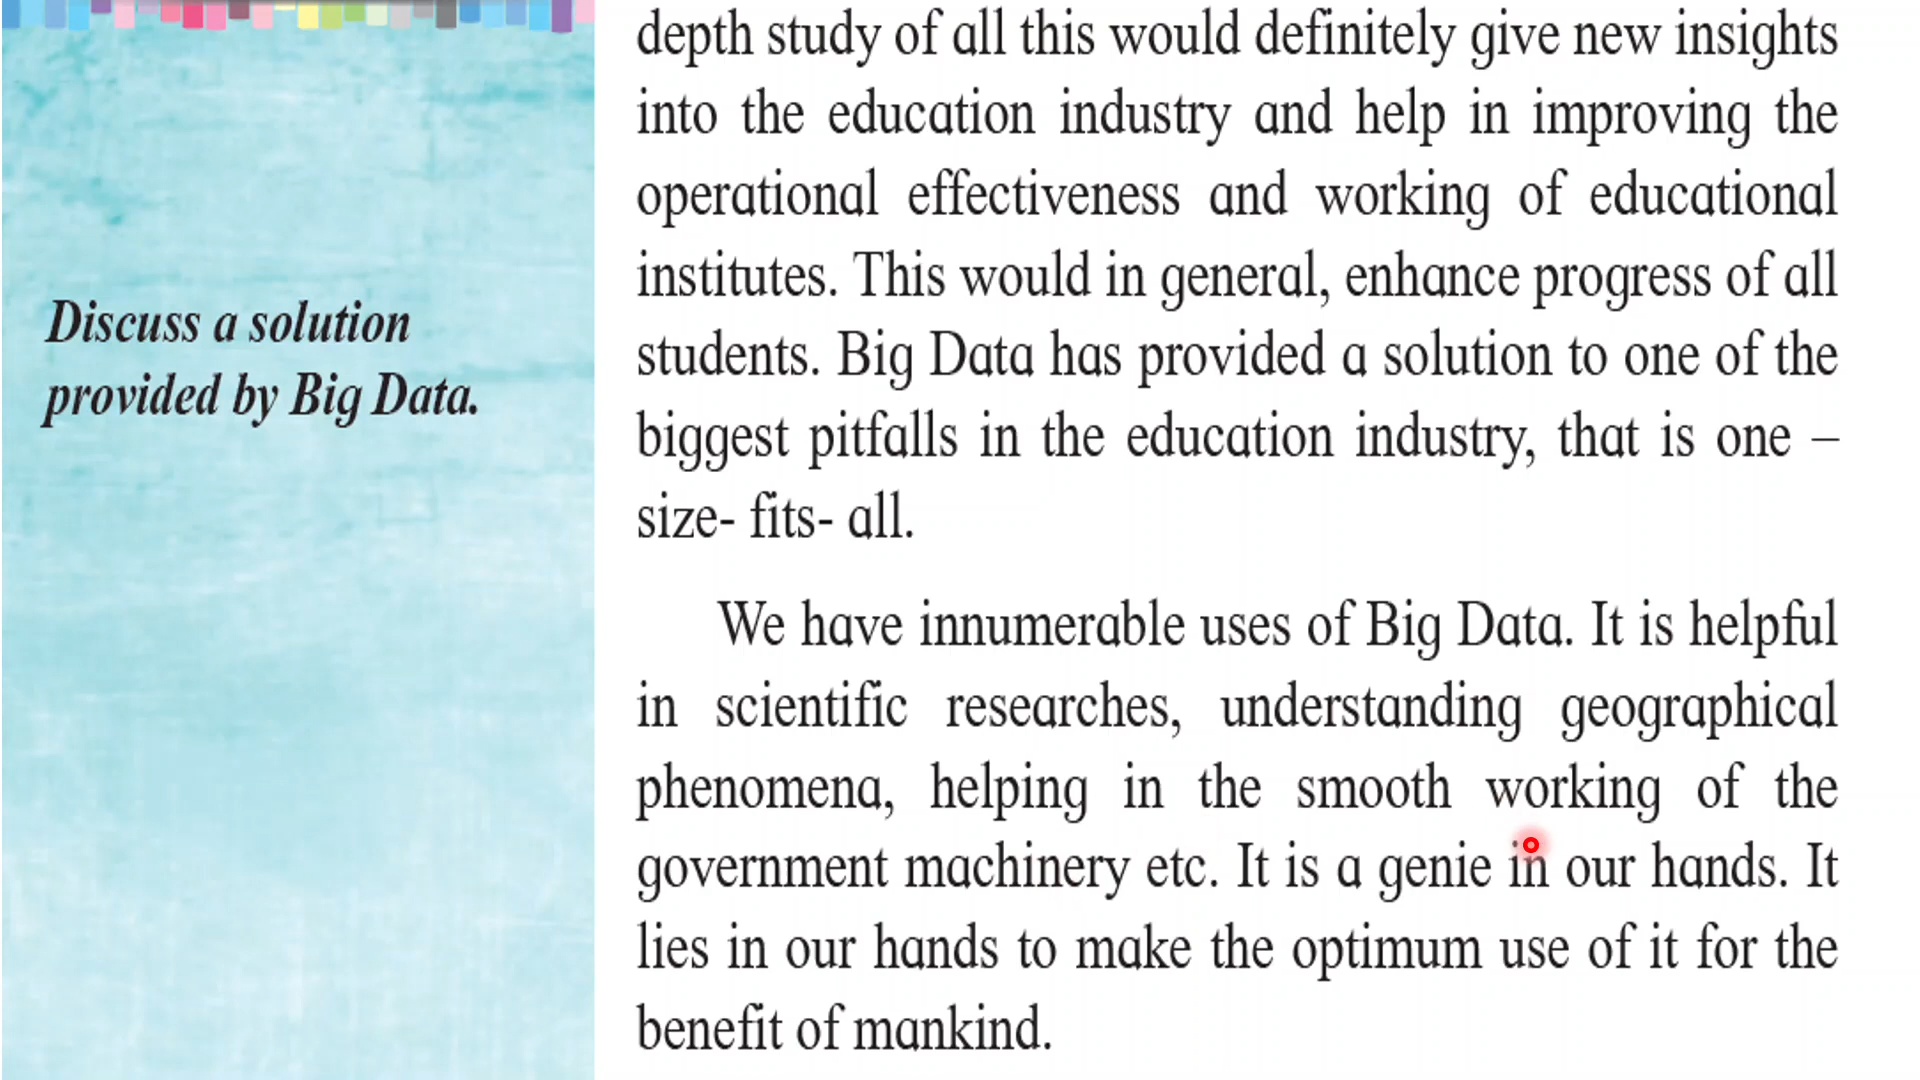 Discuss a solution
provided by Big Data.
depth study of all this would definitely give new insights
into the education industry and help in improving the
operational effectiveness and working of educational
institutes. This would in general, enhance progress of all
students. Big Data has provided a solution to one of the
biggest pitfalls in the education industry, that is one –
size- fits- all.
We have innumerable uses of Big Data. It is helpful
in scientific researches, understanding geographical
phenomena, helping in the smooth working of the
government machinery etc. It is a genie in our hands. It
lies in our hands to make the optimum use of it for the
benefit of mankind.